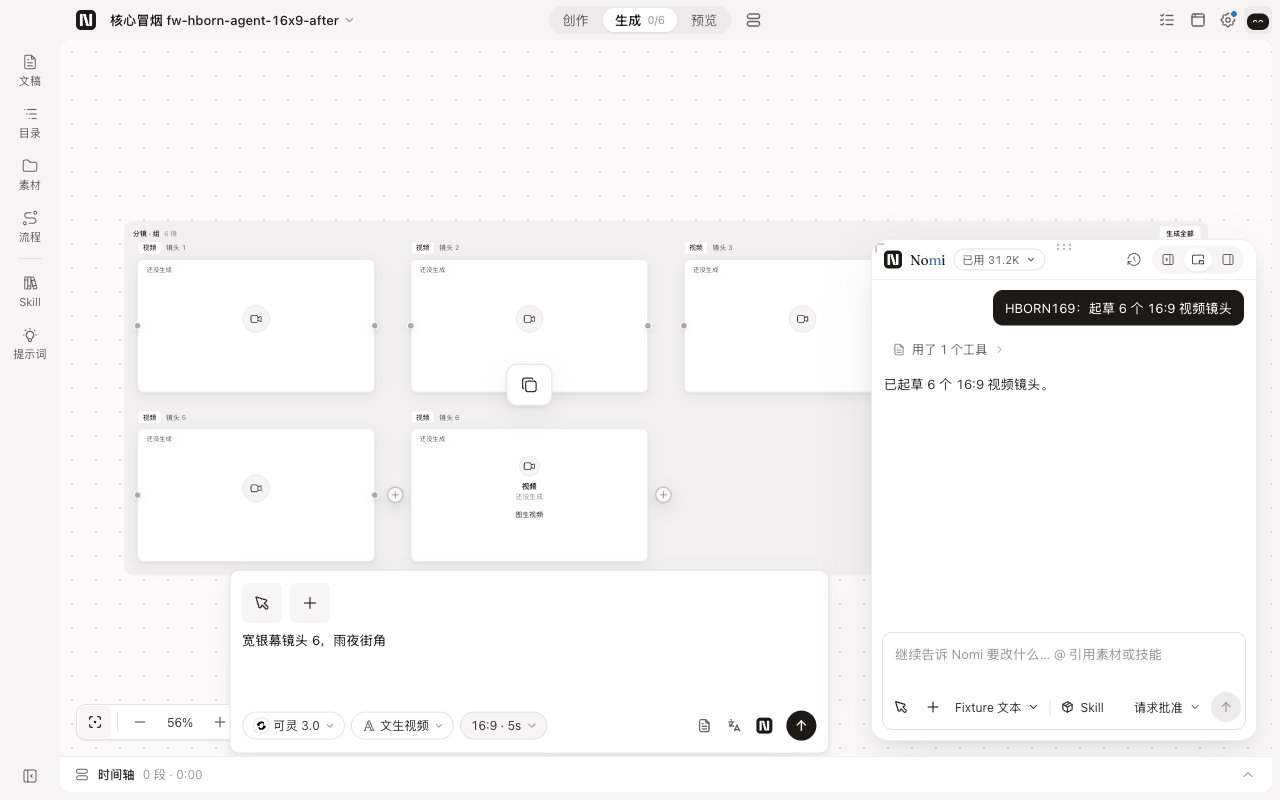 核心冒烟 fw-hborn-agent-16x9-after
创作 生成 0/6 预览
文稿
目录
素材
流程
Skill
提示词
分镜 · 组 6 镜
生成全部
视频 镜头 1
还没生成
视频 镜头 2
还没生成
视频 镜头 3
还没生成
视频 镜头 5
还没生成
视频 镜头 6
还没生成
视频
还没生成
图生视频
宽银幕镜头 6，雨夜街角
可灵 3.0 文生视频 16:9 · 5s
56%
Nomi 已用 31.2K
HBORN169：起草 6 个 16:9 视频镜头
用了 1 个工具
已起草 6 个 16:9 视频镜头。
继续告诉 Nomi 要改什么… @ 引用素材或技能
Fixture 文本 Skill 请求批准
时间轴 0 段 · 0:00